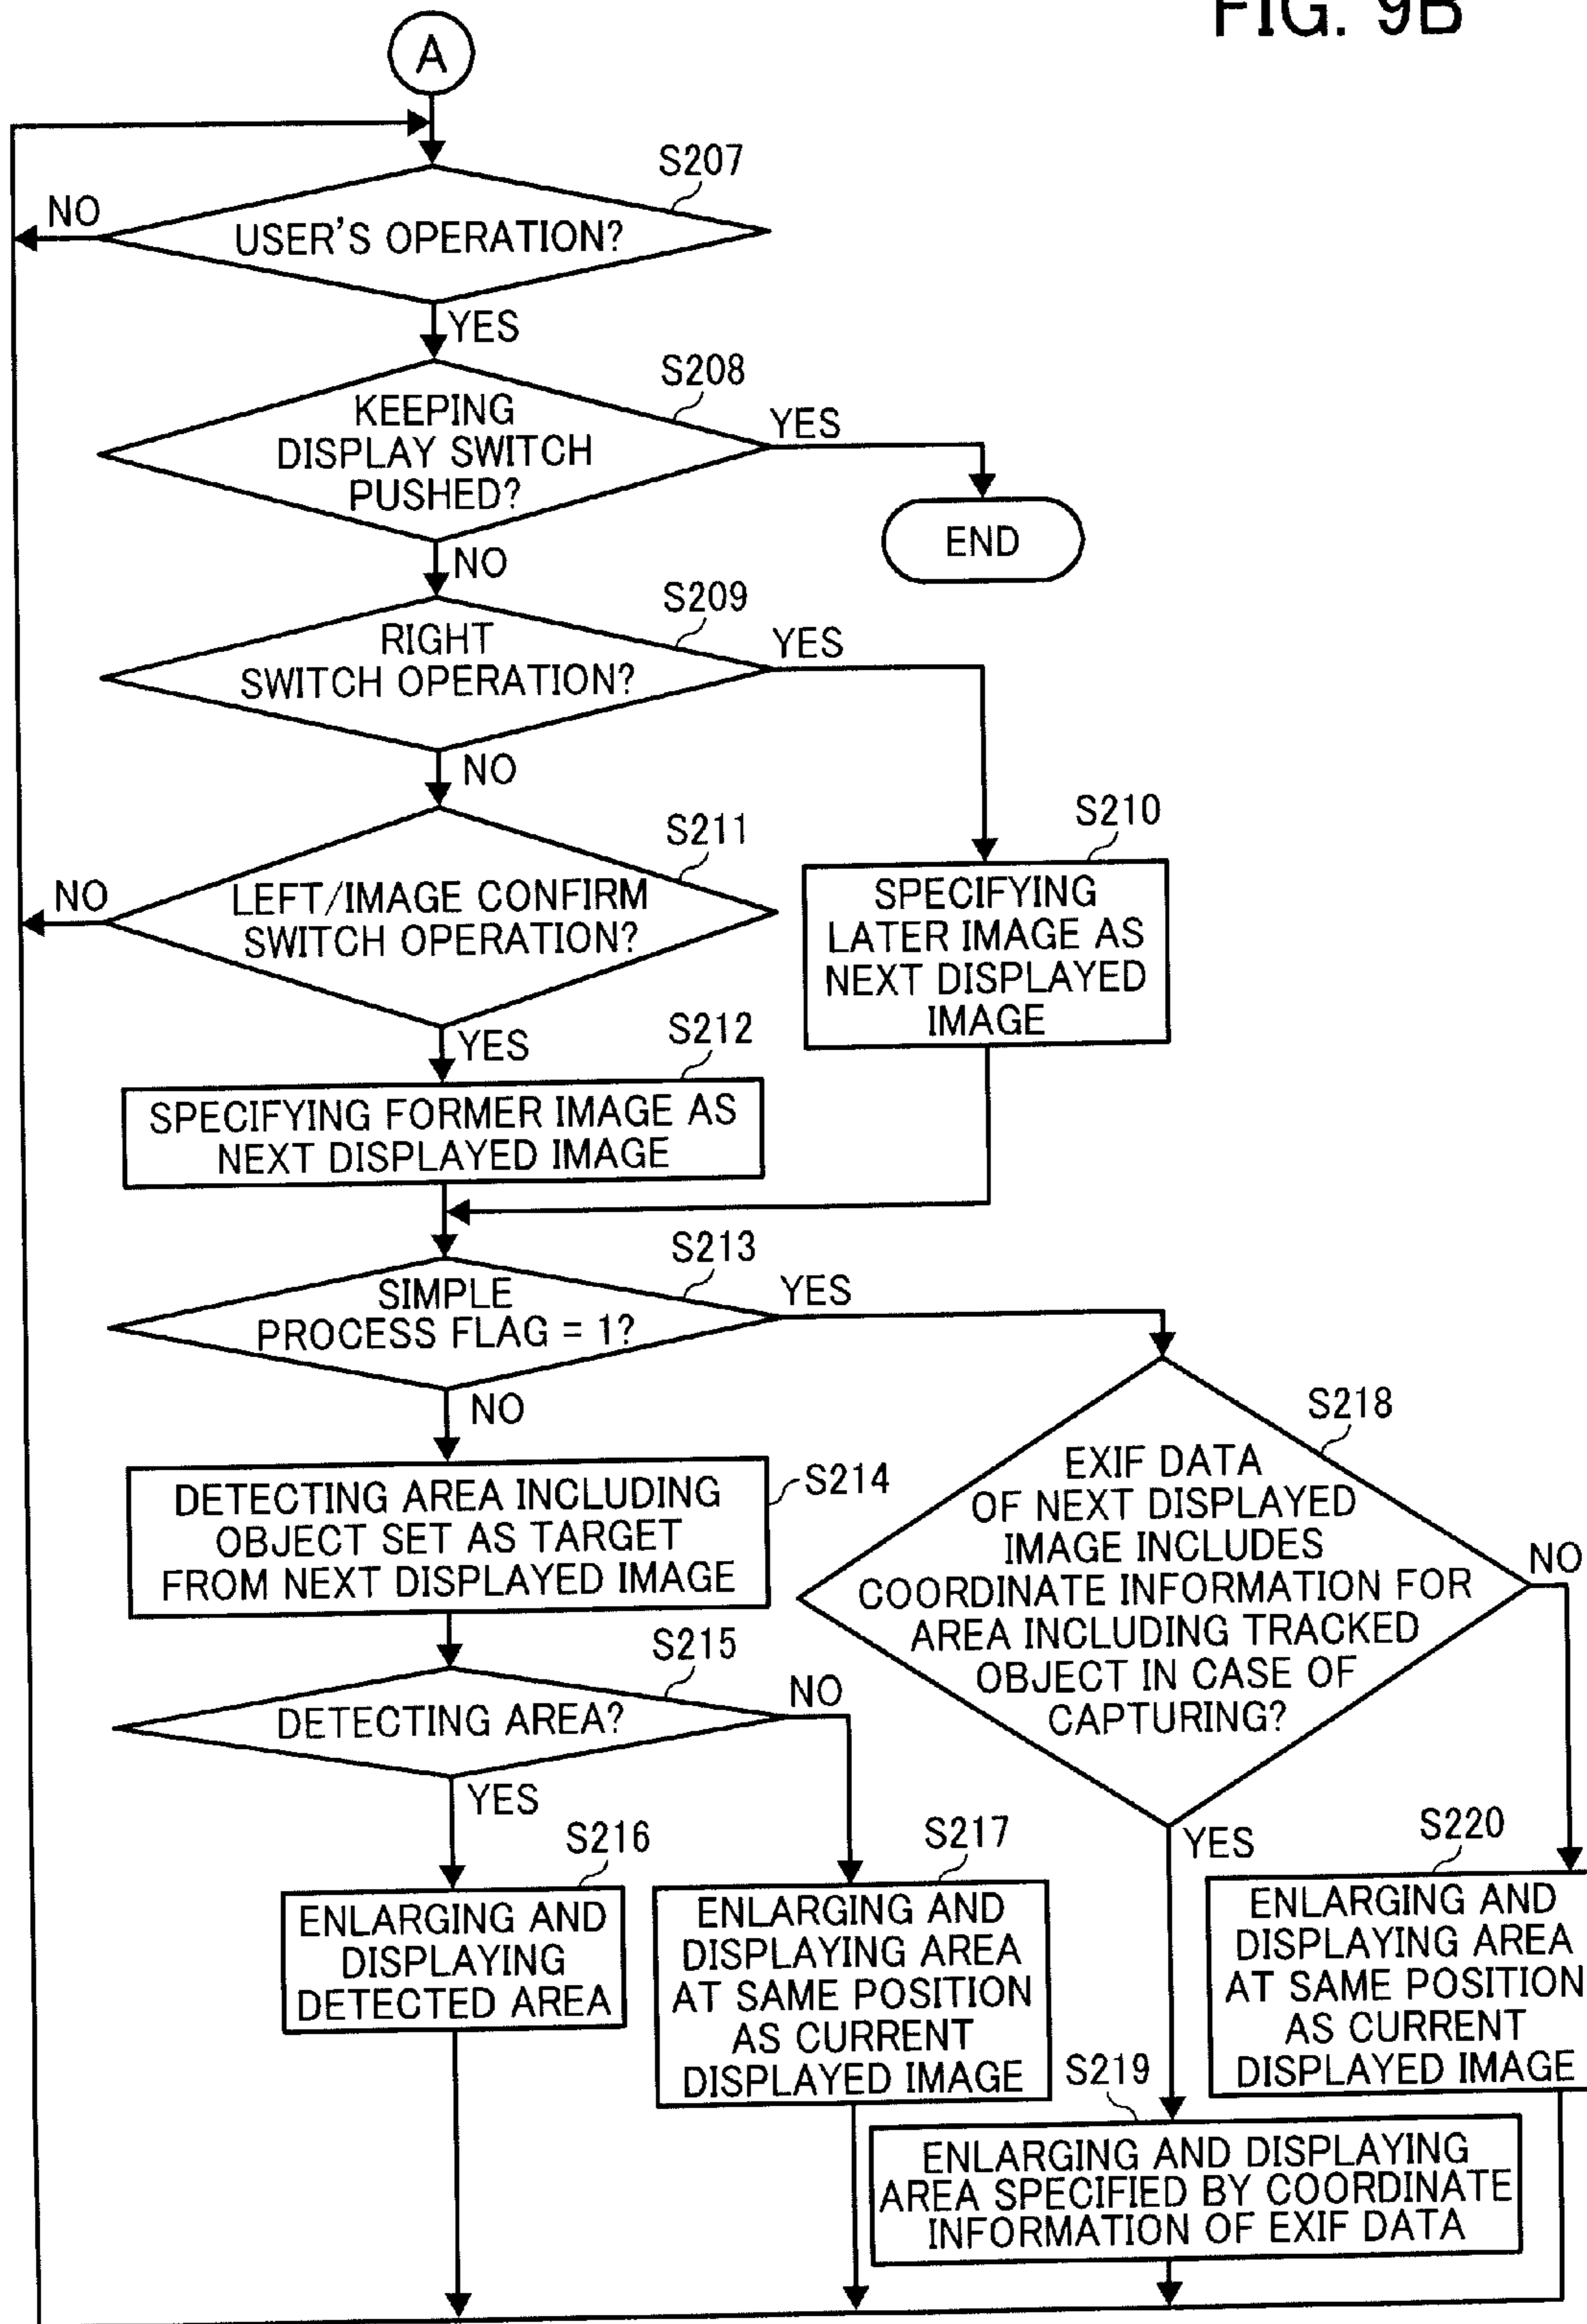 FIG. 9B
A
S207
NO
USER'S OPERATION?
YES
S208
KEEPING
DISPLAY SWITCH
PUSHED?
YES
END
NO
S209
RIGHT
SWITCH OPERATION?
YES
NO
S211
S210
NO
LEFT/IMAGE CONFIRM
SWITCH OPERATION?
SPECIFYING
LATER IMAGE AS
NEXT DISPLAYED
IMAGE
YES
S212
SPECIFYING FORMER IMAGE AS
NEXT DISPLAYED IMAGE
S213
SIMPLE
PROCESS FLAG = 1?
YES
NO
S214
DETECTING AREA INCLUDING
OBJECT SET AS TARGET
FROM NEXT DISPLAYED IMAGE
S218
EXIF DATA
OF NEXT DISPLAYED
IMAGE INCLUDES
COORDINATE INFORMATION FOR
AREA INCLUDING TRACKED
OBJECT IN CASE OF
CAPTURING?
NO
S215
DETECTING AREA?
NO
YES
YES
S216
ENLARGING AND
DISPLAYING
DETECTED AREA
S217
ENLARGING AND
DISPLAYING AREA
AT SAME POSITION
AS CURRENT
DISPLAYED IMAGE
S220
ENLARGING AND
DISPLAYING AREA
AT SAME POSITION
AS CURRENT
DISPLAYED IMAGE
S219
ENLARGING AND DISPLAYING
AREA SPECIFIED BY COORDINATE
INFORMATION OF EXIF DATA